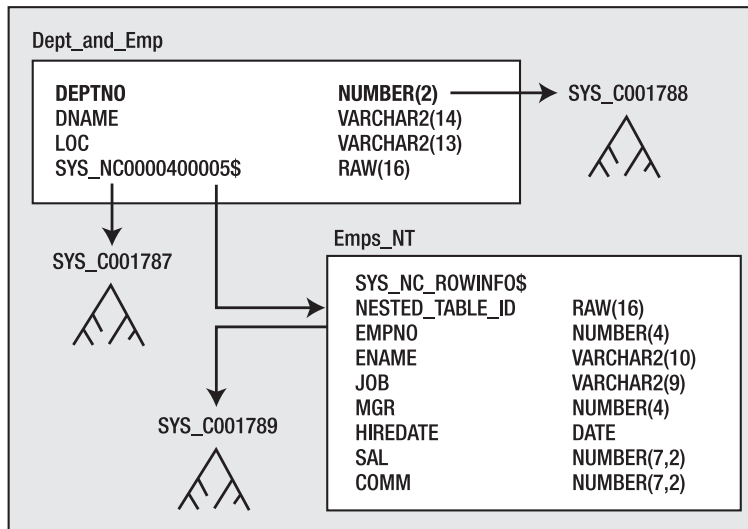 Dept_and_Emp
DEPTNO NUMBER(2)
DNAME VARCHAR2(14)
LOC VARCHAR2(13)
SYS_NC0000400005$ RAW(16)
SYS_C001788
SYS_C001787
Emps_NT
SYS_NC_ROWINFO$
NESTED_TABLE_ID RAW(16)
EMPNO NUMBER(4)
ENAME VARCHAR2(10)
JOB VARCHAR2(9)
MGR NUMBER(4)
HIREDATE DATE
SAL NUMBER(7,2)
COMM NUMBER(7,2)
SYS_C001789